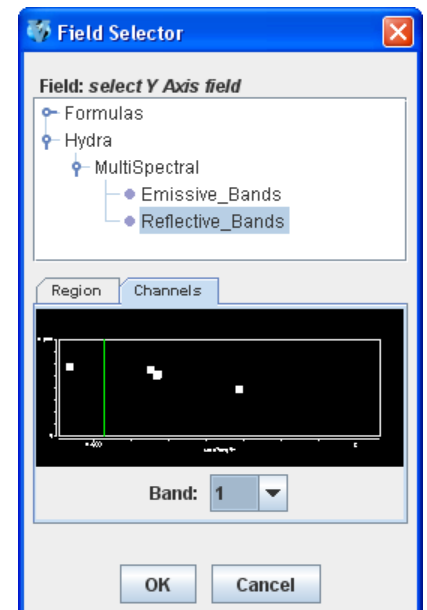 Field Selector
Field: select Y Axis field
Formulas
Hydra
MultiSpectral
Emissive_Bands
Reflective_Bands
Region Channels
Band: 1
OK Cancel